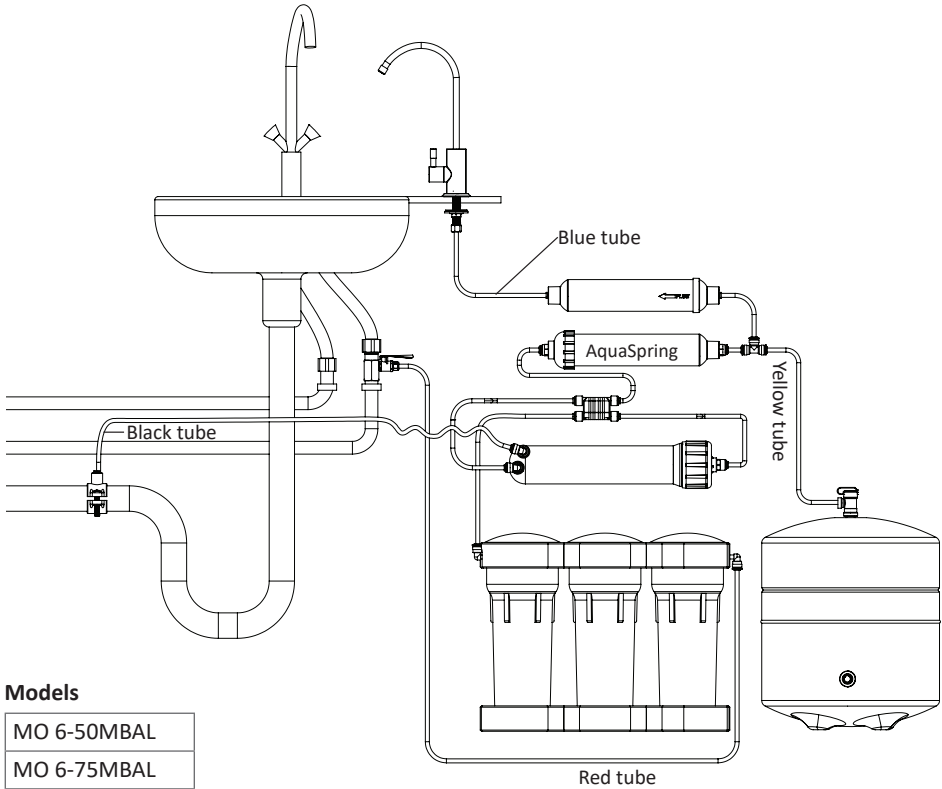 Blue tube
AquaSpring
Yellow tube
Black tube
Models
MO 6-50MBAL
MO 6-75MBAL
Red tube